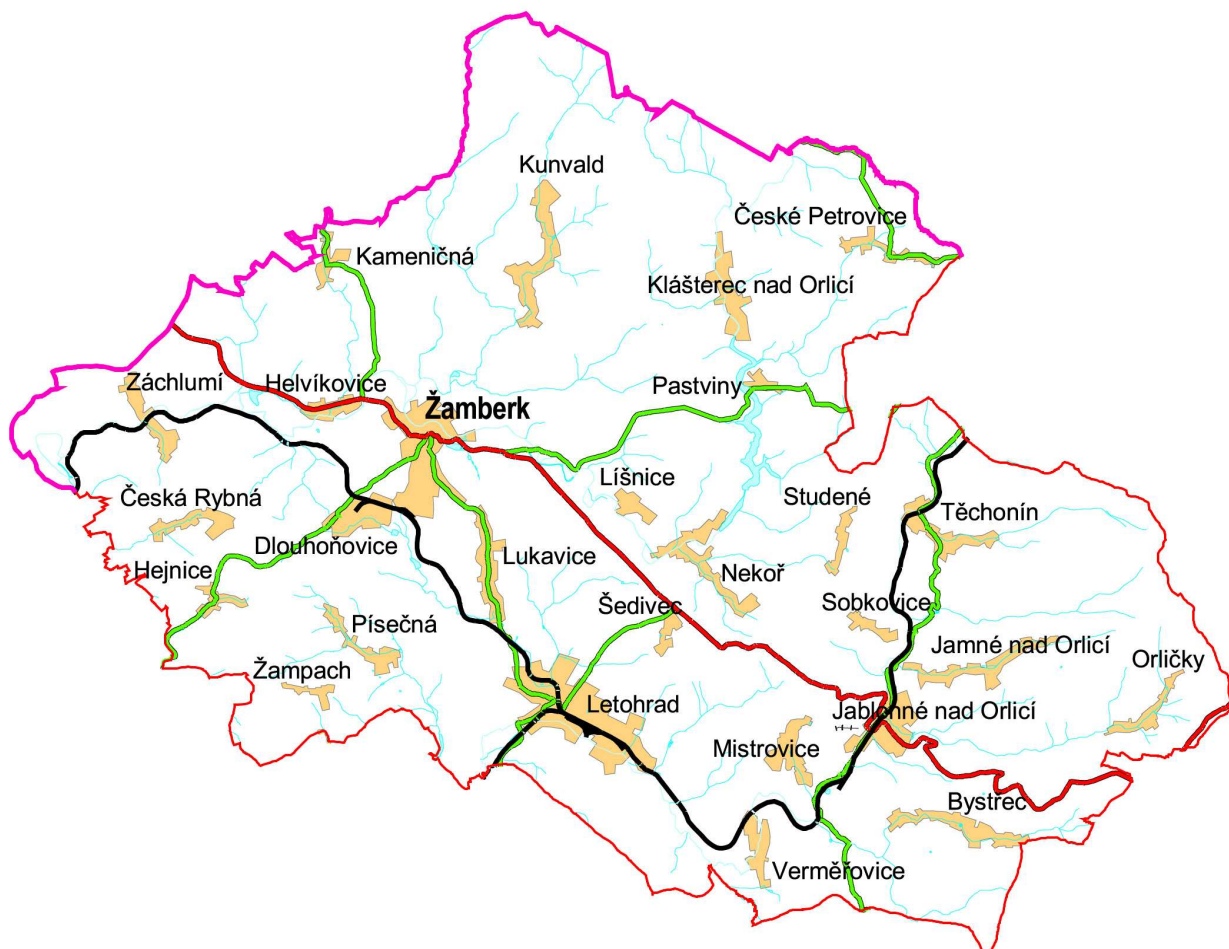 Kunvald
České Petrovice
Kameničná
Klášterec nad Orlicí
Záchlumí
Helvíkovice
Pastviny
Žamberk
Líšnice
Studené
Česká Rybná
Těchonín
Dlouhoňovice
Lukavice
Hejnice
Nekoř
Šedivec
Sobkovice
Písečná
Jamné nad Orlicí
Orličky
Žampach
Letohrad
Jablonné nad Orlicí
Mistrovice
Bystřec
Verměřovice